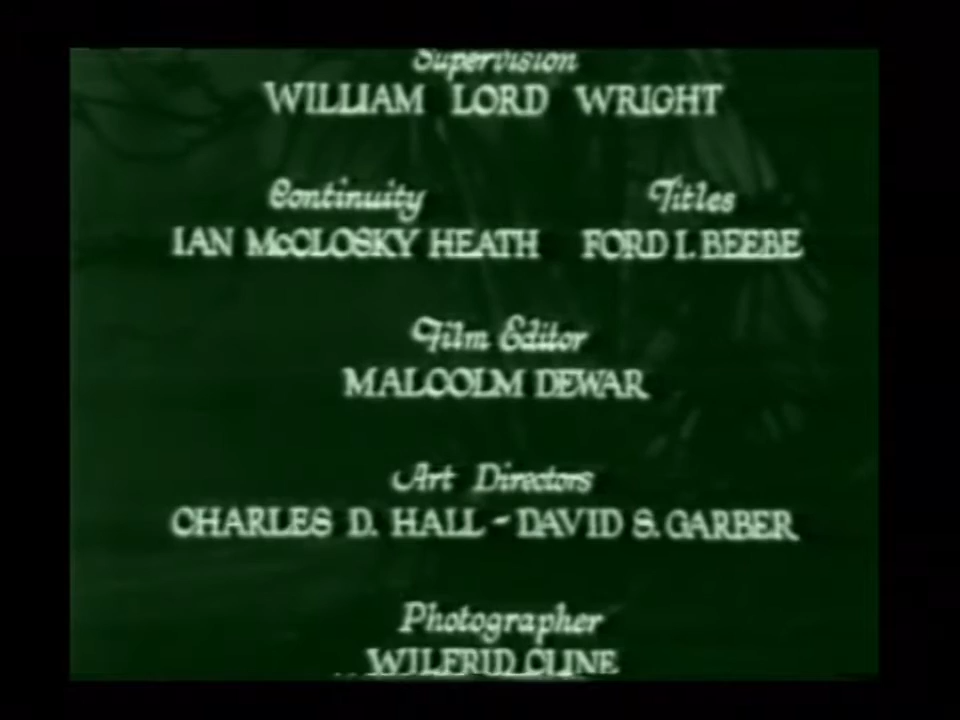 Supervision
WILLIAM LORD WRIGHT
Continuity Titles
IAN McCLOSKY HEATH FORD I. BEEBE
Film Editor
MALCOLM DEWAR
Art Directors
CHARLES D. HALL - DAVID S. GARBER
Photographer
WILFRID CLINE